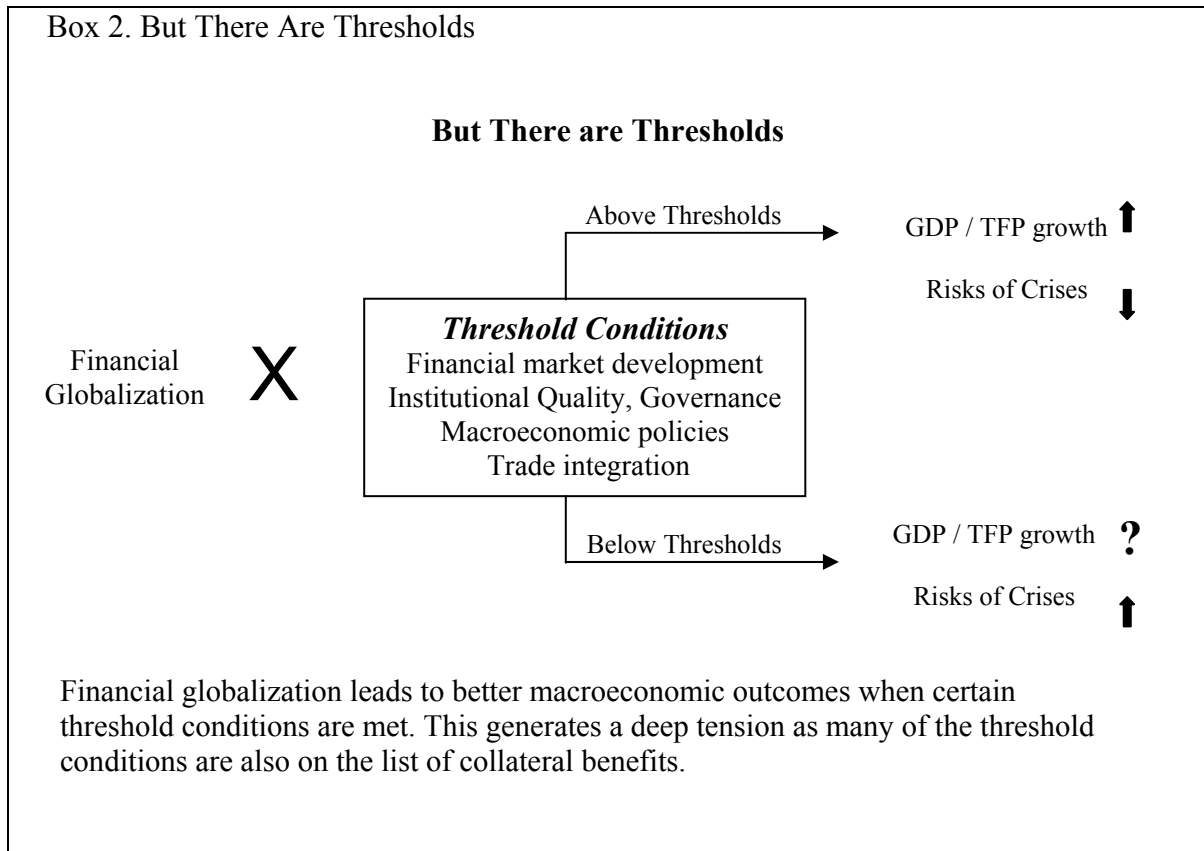 Box 2. But There Are Thresholds
But There are Thresholds
Above Thresholds
GDP / TFP growth
Risks of Crises
Financial
Globalization
X
Threshold Conditions
Financial market development
Institutional Quality, Governance
Macroeconomic policies
Trade integration
Below Thresholds
GDP / TFP growth ?
Risks of Crises
Financial globalization leads to better macroeconomic outcomes when certain
threshold conditions are met. This generates a deep tension as many of the threshold
conditions are also on the list of collateral benefits.